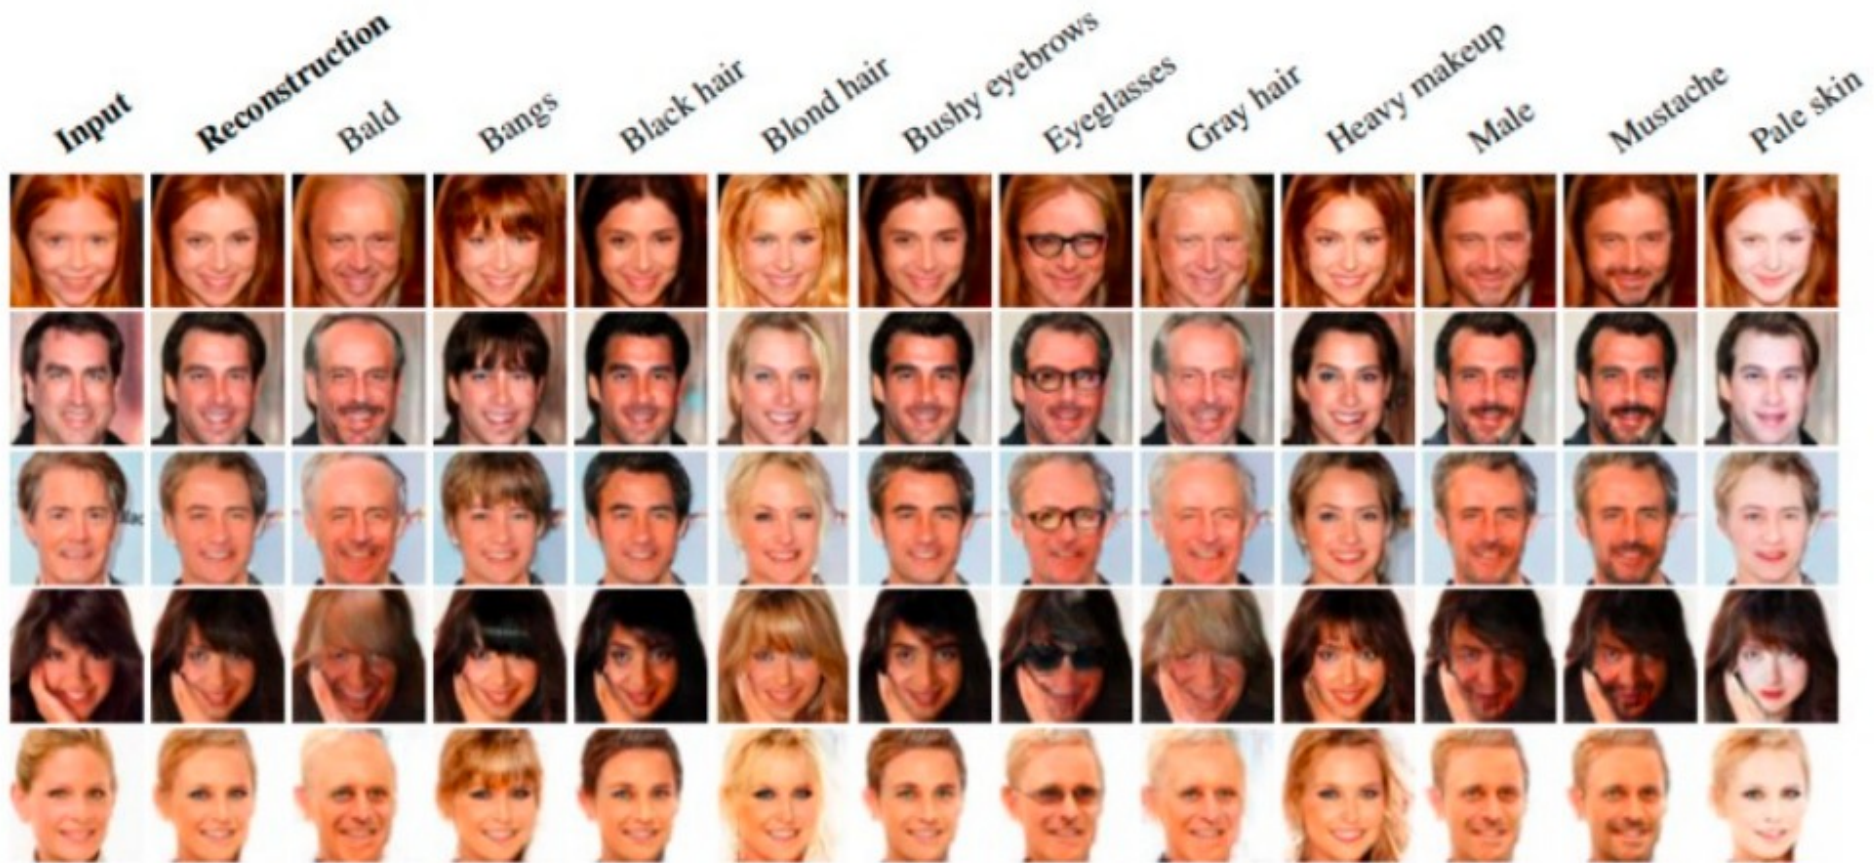 Input
Reconstruction
Bald
Bangs
Black hair
Blond hair
Bushy eyebrows
Eyeglasses
Gray hair
Heavy makeup
Male
Mustache
Pale skin